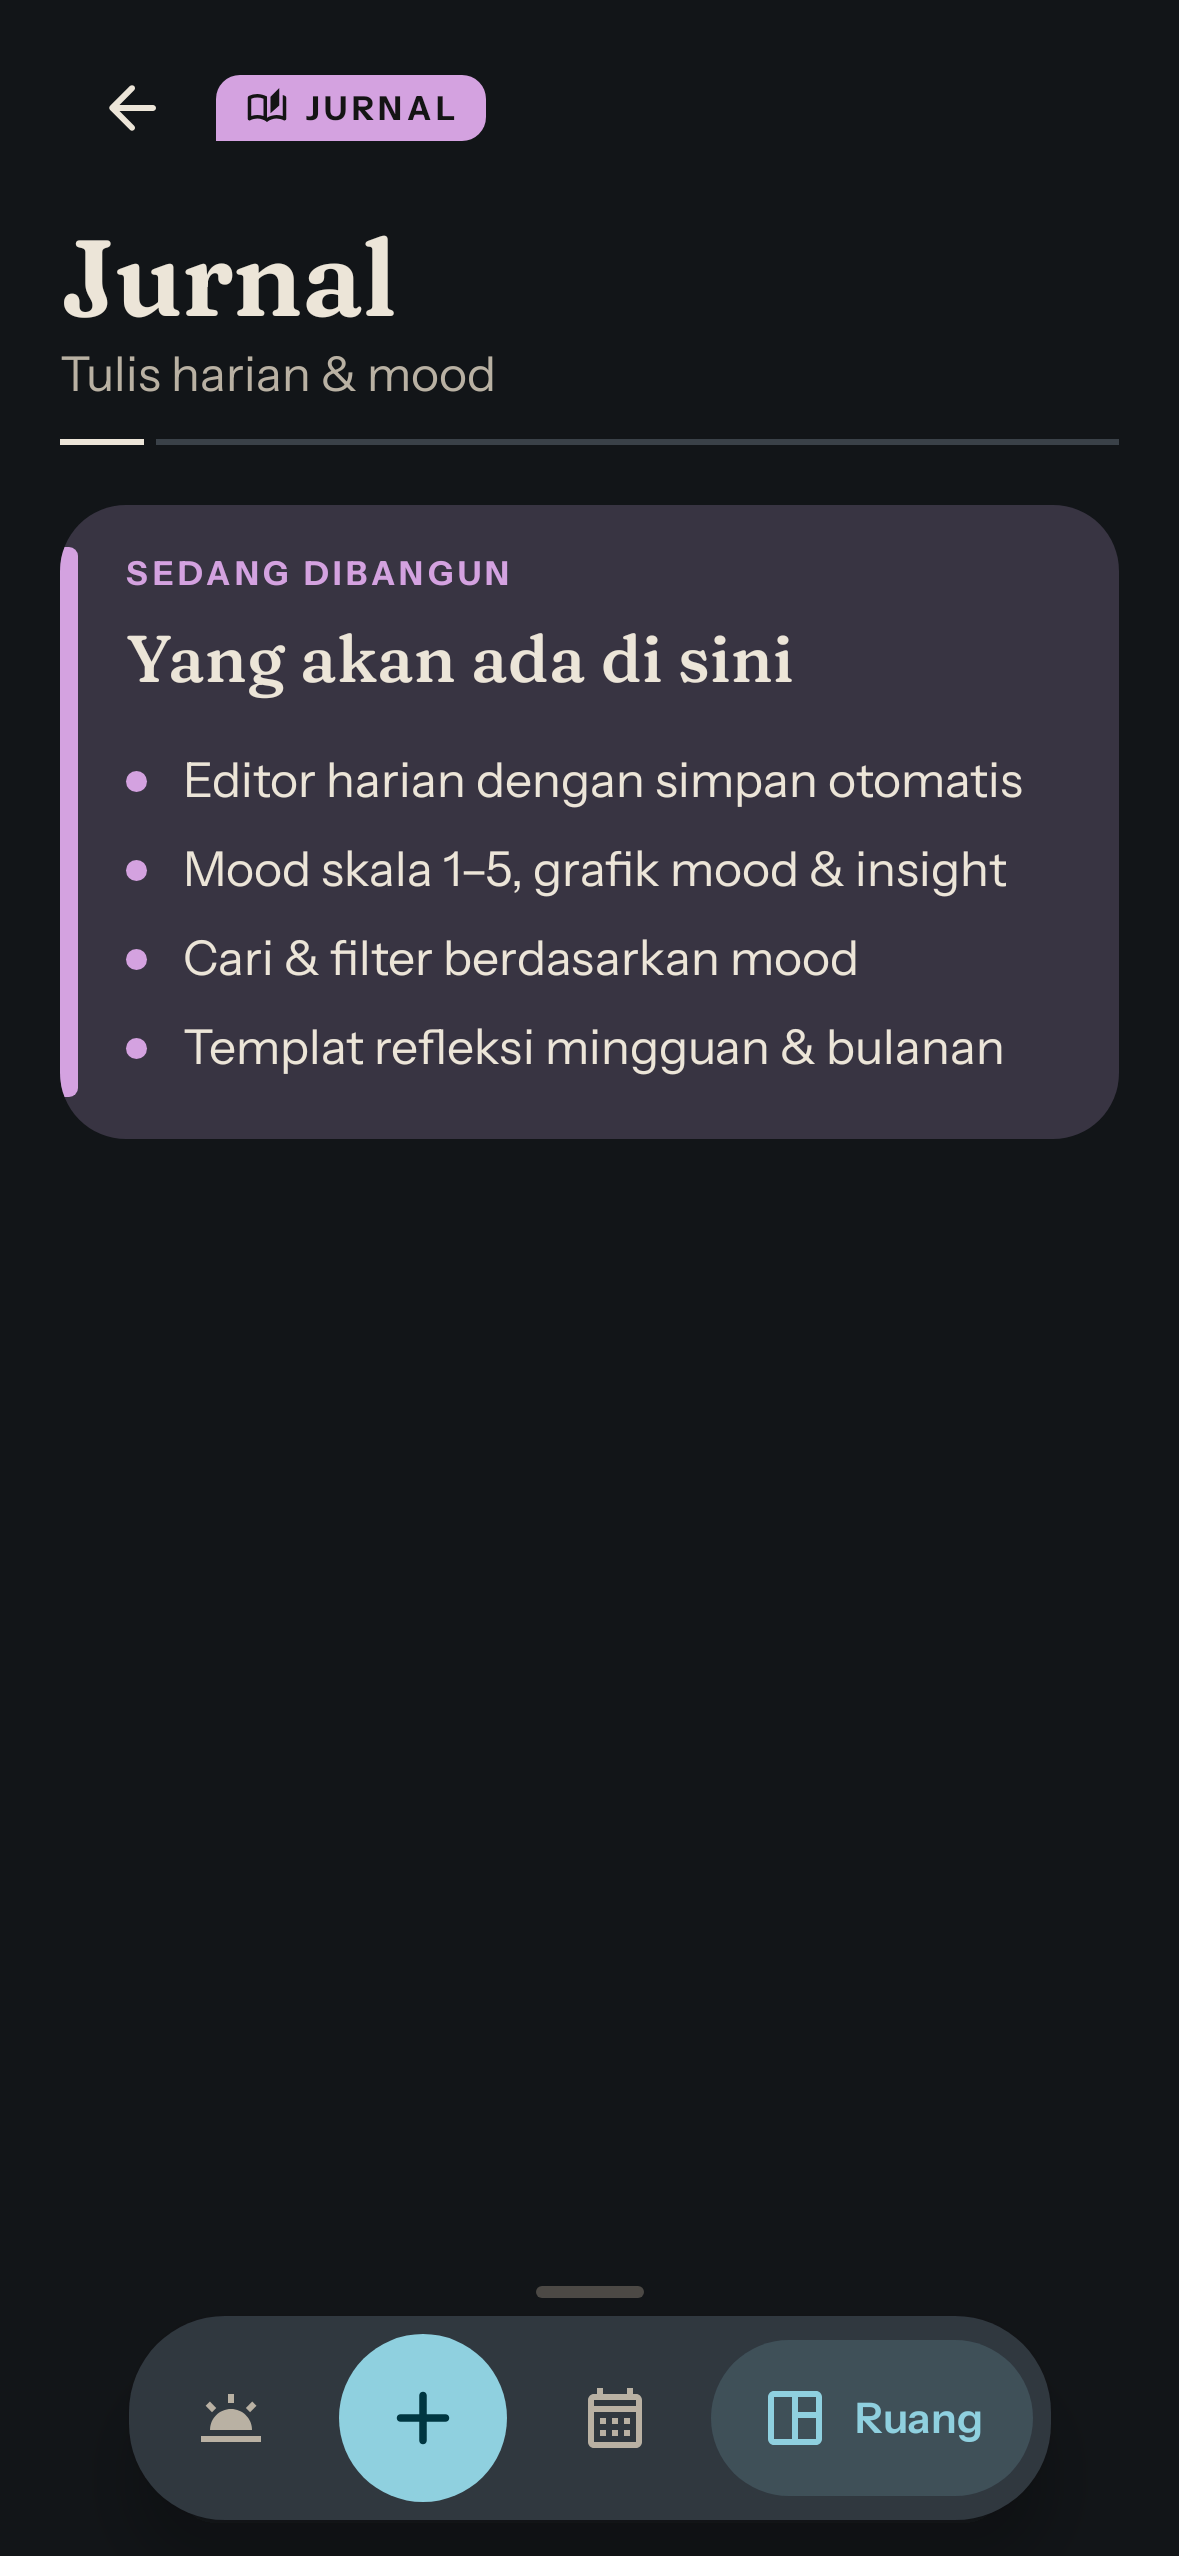 JURNAL
Jurnal
Tulis harian & mood
SEDANG DIBANGUN
Yang akan ada di sini
Editor harian dengan simpan otomatis
Mood skala 1–5, grafik mood & insight
Cari & filter berdasarkan mood
Templat refleksi mingguan & bulanan
Ruang